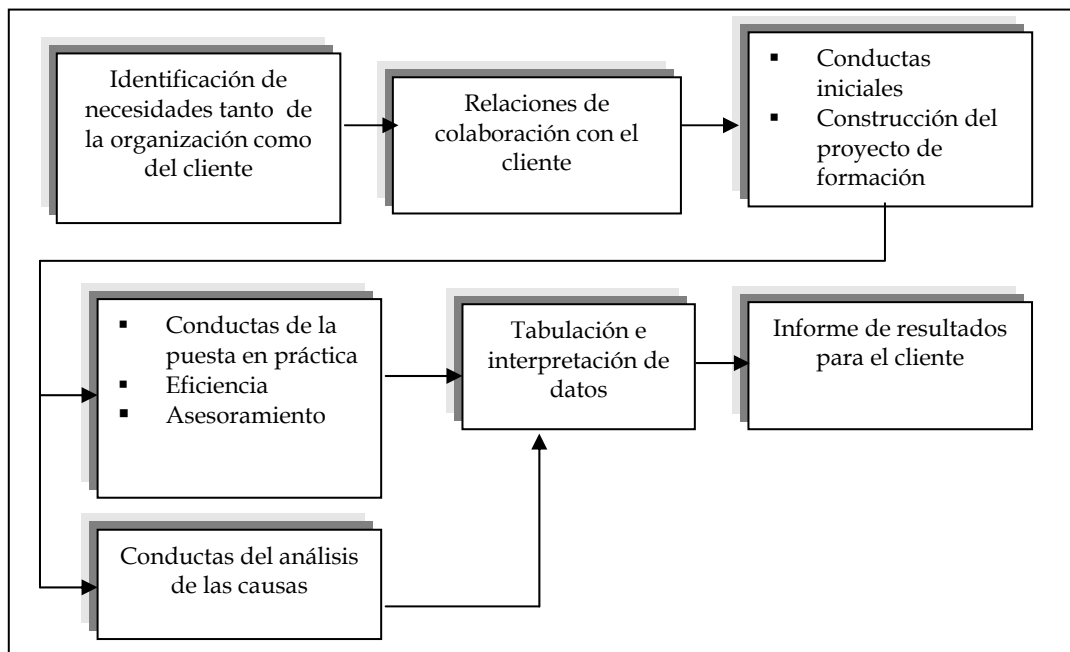 Identificación de
necesidades tanto de
la organización como
del cliente
Relaciones de
colaboración con el
cliente
▪ Conductas
iniciales
▪ Construcción del
proyecto de
formación
▪ Conductas de la
puesta en práctica
▪ Eficiencia
▪ Asesoramiento
Tabulación e
interpretación de
datos
Informe de resultados
para el cliente
Conductas del análisis
de las causas